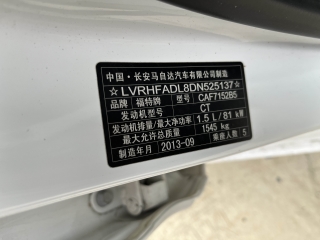 中国·长安马自达汽车有限公司制造
☆LVRHFADL8DN525137☆
品牌 福特牌 型号 CAF7152B5
发动机型号 CT
发动机排量/最大净功率 1.5 L/81 kW
最大允许总质量 1545 kg
制造年月 2013-09 乘座人数 5